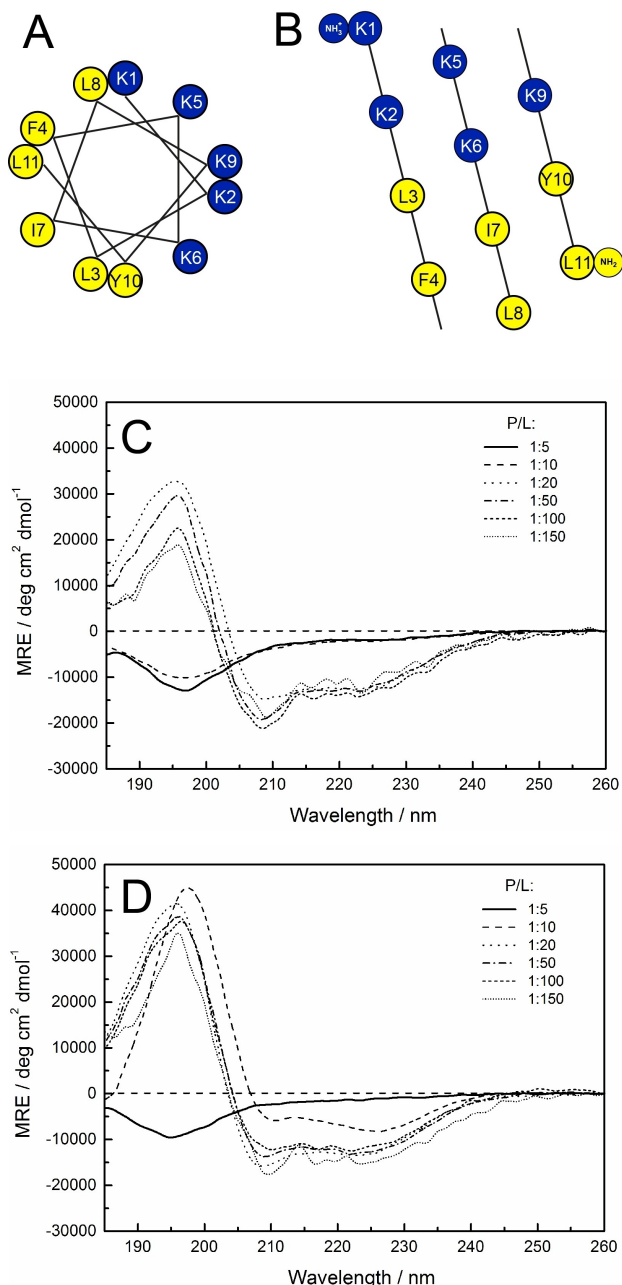 A
L8
K1
K5
F4
L11
K9
K2
I7
K6
L3
Y10
B
NH₃⁺
K1
K5
K9
K2
K6
L3
Y10
I7
F4
L11
NH₂
L8
C
50000
40000
30000
20000
10000
0
-10000
-20000
-30000
MRE / deg cm² dmol⁻¹
P/L:
1:5
1:10
1:20
1:50
1:100
1:150
190 200 210 220 230 240 250 260
Wavelength / nm
D
50000
40000
30000
20000
10000
0
-10000
-20000
-30000
MRE / deg cm² dmol⁻¹
P/L:
1:5
1:10
1:20
1:50
1:100
1:150
190 200 210 220 230 240 250 260
Wavelength / nm